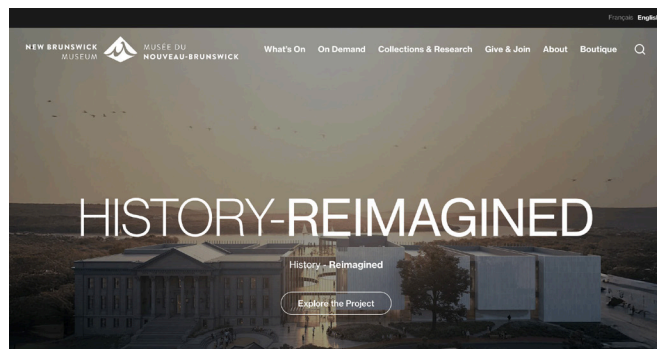 Français English
NEW BRUNSWICK MUSEUM
MUSÉE DU NOUVEAU-BRUNSWICK
What's On On Demand Collections & Research Give & Join About Boutique
HISTORY-REIMAGINED
History - Reimagined
Explore the Project